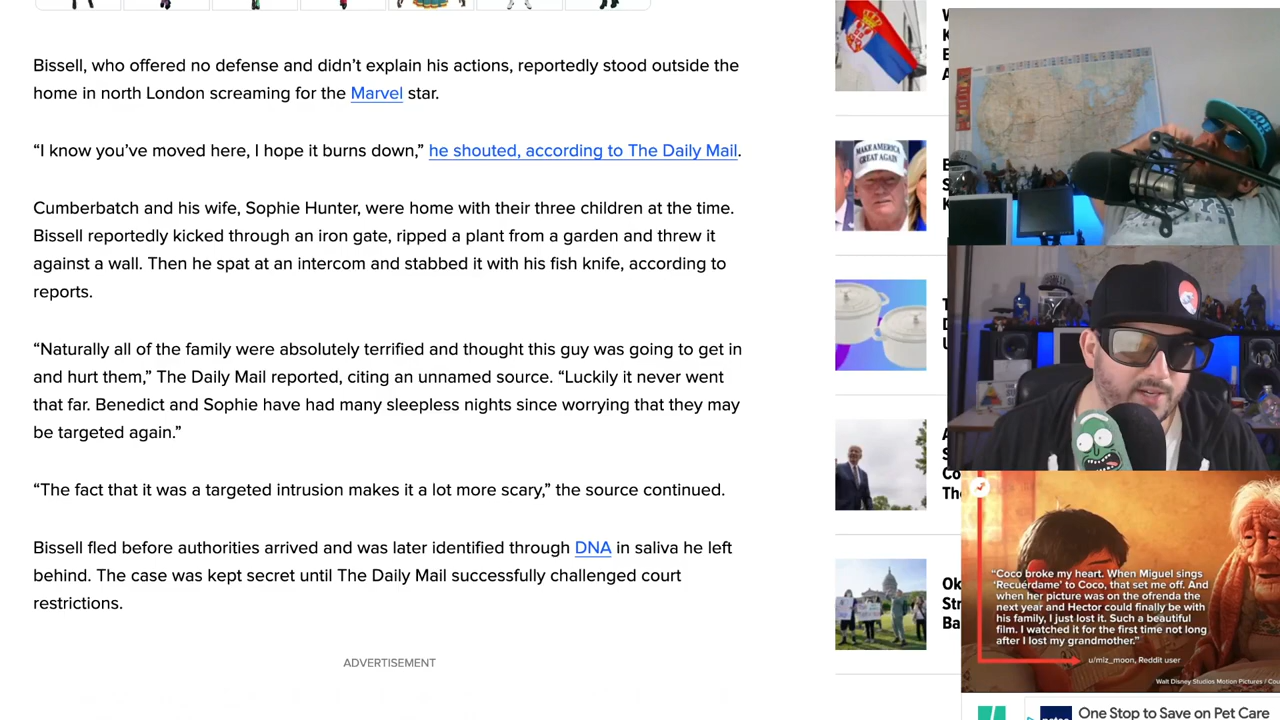 Bissell, who offered no defense and didn’t explain his actions, reportedly stood outside the
home in north London screaming for the Marvel star.
“I know you’ve moved here, I hope it burns down,” he shouted, according to The Daily Mail.
Cumberbatch and his wife, Sophie Hunter, were home with their three children at the time.
Bissell reportedly kicked through an iron gate, ripped a plant from a garden and threw it
against a wall. Then he spat at an intercom and stabbed it with his fish knife, according to
reports.
“Naturally all of the family were absolutely terrified and thought this guy was going to get in
and hurt them,” The Daily Mail reported, citing an unnamed source. “Luckily it never went
that far. Benedict and Sophie have had many sleepless nights since worrying that they may
be targeted again.”
“The fact that it was a targeted intrusion makes it a lot more scary,” the source continued.
Bissell fled before authorities arrived and was later identified through DNA in saliva he left
behind. The case was kept secret until The Daily Mail successfully challenged court
restrictions.
ADVERTISEMENT
MAKE AMERICA
GREAT AGAIN
Co
Ok
Str
Ba
“Coco broke my heart. When Miguel sings
‘Recuérdame’ to Coco, that set me off. And
when her picture was on the ofrenda the
next year and Hector could finally be with
his family, I just lost it. Such a beautiful
film. I watched it for the first time not long
after I lost my grandmother.”
u/mlz_moon, Reddit user
Walt Disney Studios Motion Pictures / Cou
One Stop to Save on Pet Care